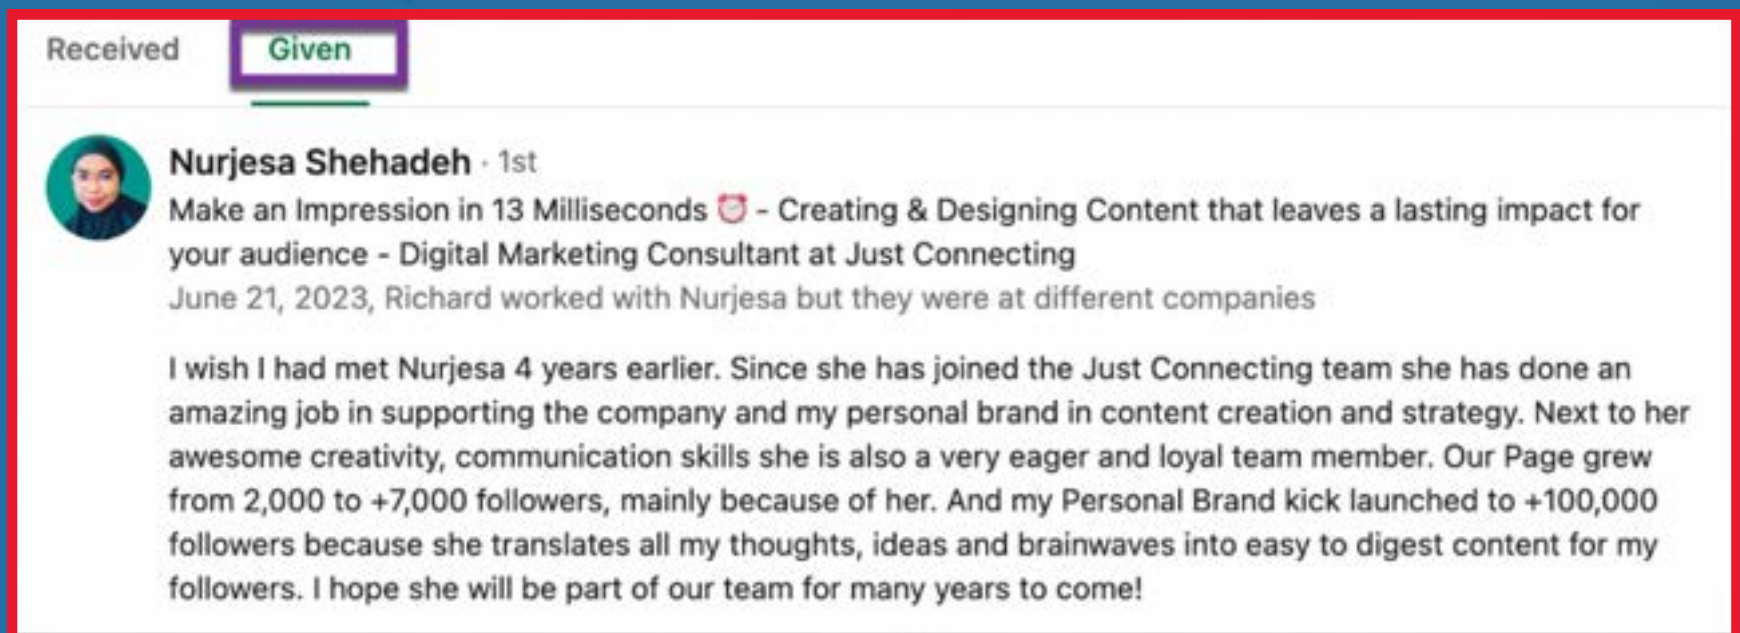 Received Given
Nurjesa Shehadeh · 1st
Make an Impression in 13 Milliseconds ⏰ - Creating & Designing Content that leaves a lasting impact for
your audience - Digital Marketing Consultant at Just Connecting
June 21, 2023, Richard worked with Nurjesa but they were at different companies
I wish I had met Nurjesa 4 years earlier. Since she has joined the Just Connecting team she has done an
amazing job in supporting the company and my personal brand in content creation and strategy. Next to her
awesome creativity, communication skills she is also a very eager and loyal team member. Our Page grew
from 2,000 to +7,000 followers, mainly because of her. And my Personal Brand kick launched to +100,000
followers because she translates all my thoughts, ideas and brainwaves into easy to digest content for my
followers. I hope she will be part of our team for many years to come!